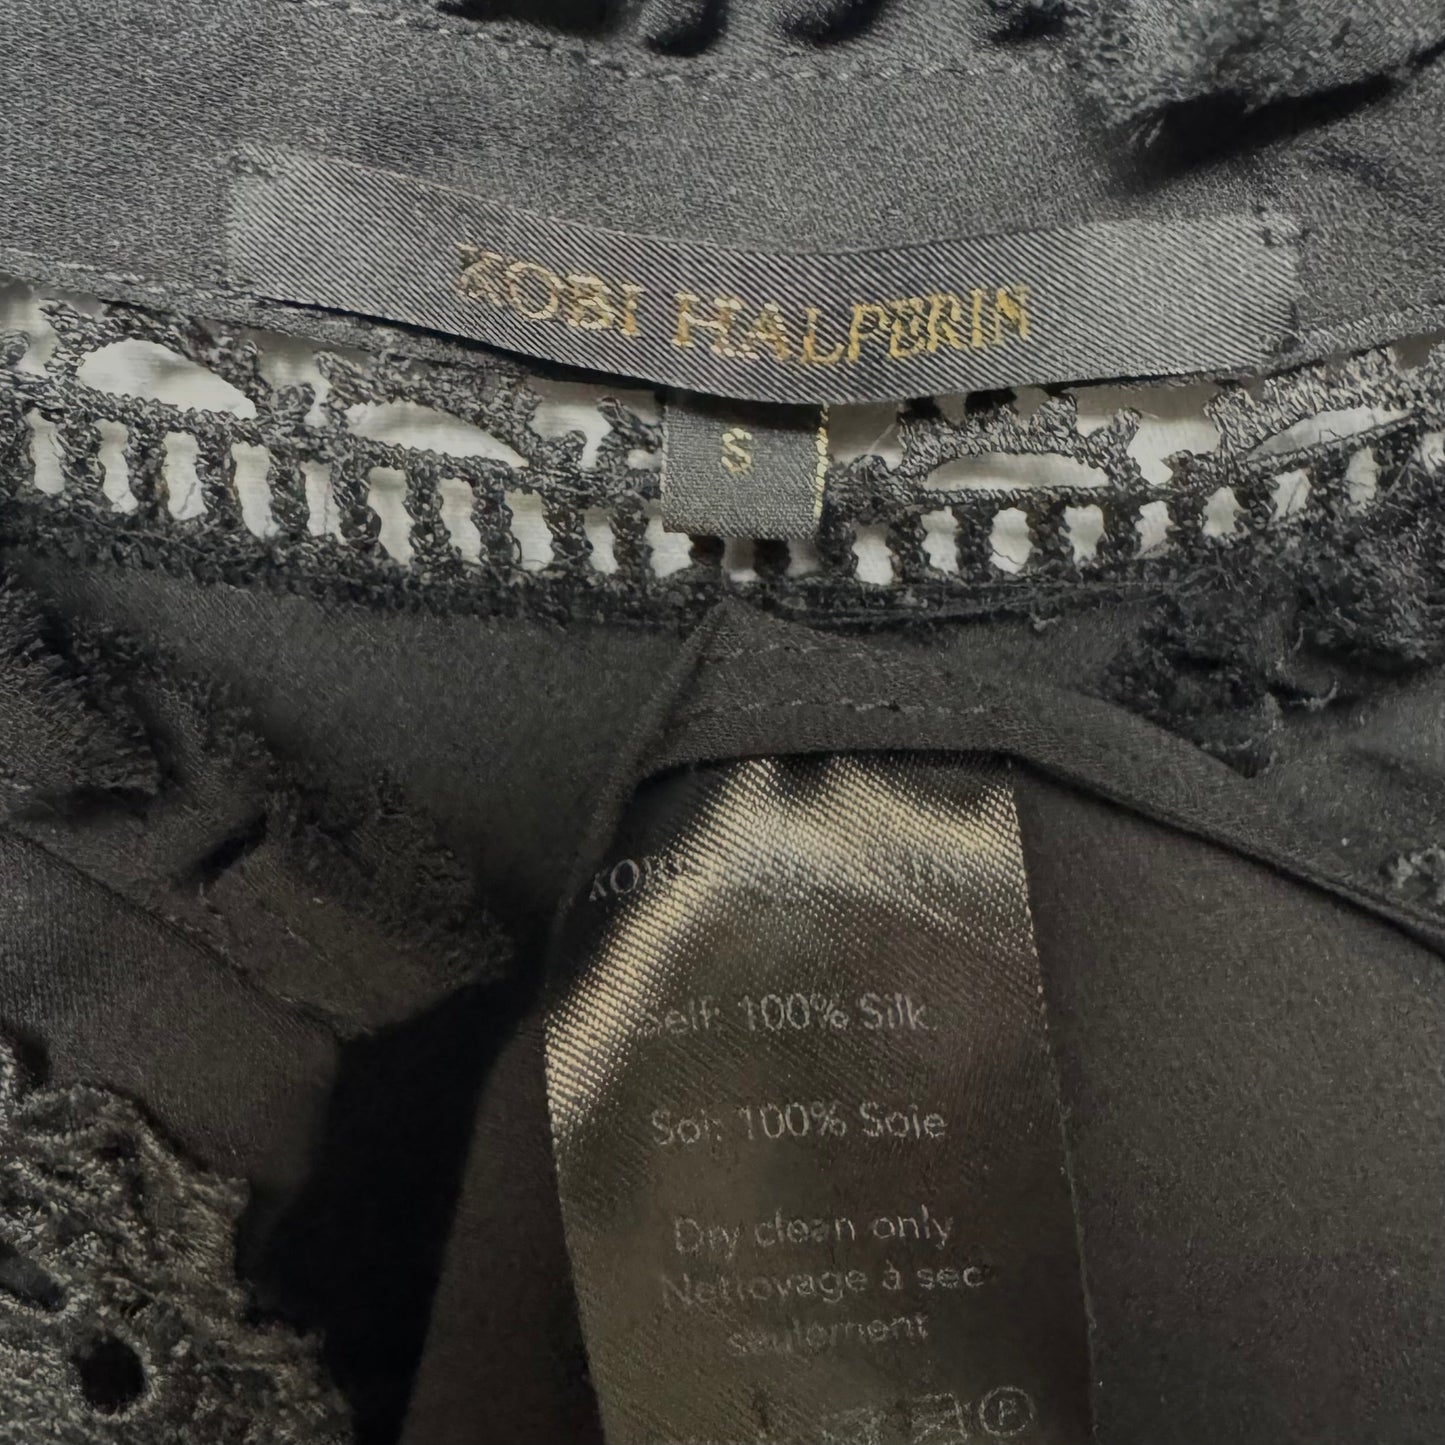 KOBI HALPERIN
S
Self: 100% Silk
Soi: 100% Soie
Dry clean only
Nettoyage à sec
seulement
P